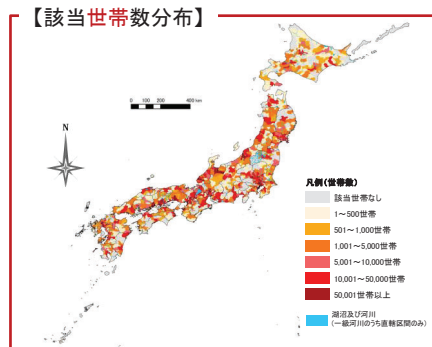 【該当世帯数分布】
0 100 200 400 km
N
凡例(世帯数)
該当世帯なし
1～500世帯
501～1,000世帯
1,001～5,000世帯
5,001～10,000世帯
10,001～50,000世帯
50,001世帯以上
湖沼及び河川
(一級河川のうち直轄区間のみ)